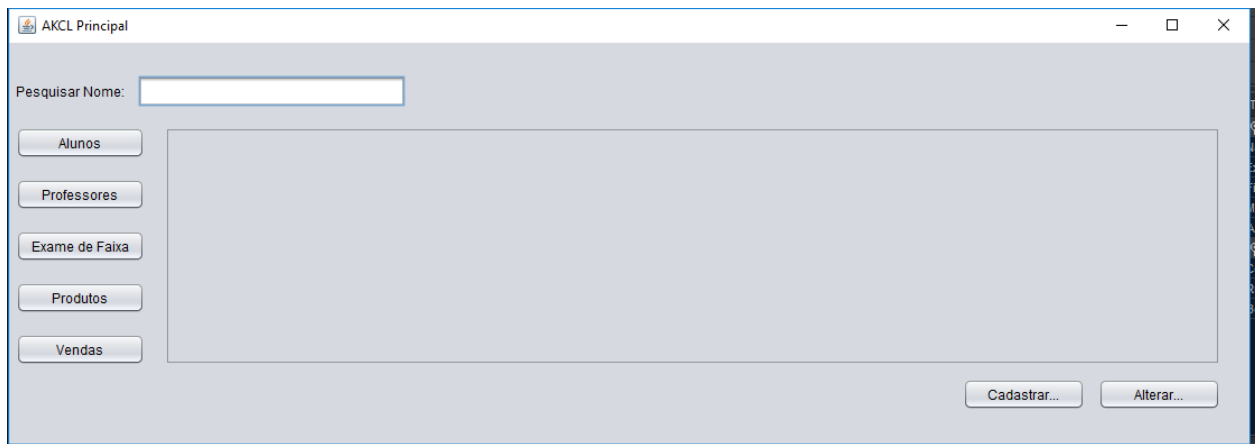 AKCL Principal
Pesquisar Nome:
Alunos
Professores
Exame de Faixa
Produtos
Vendas
Cadastrar...
Alterar...